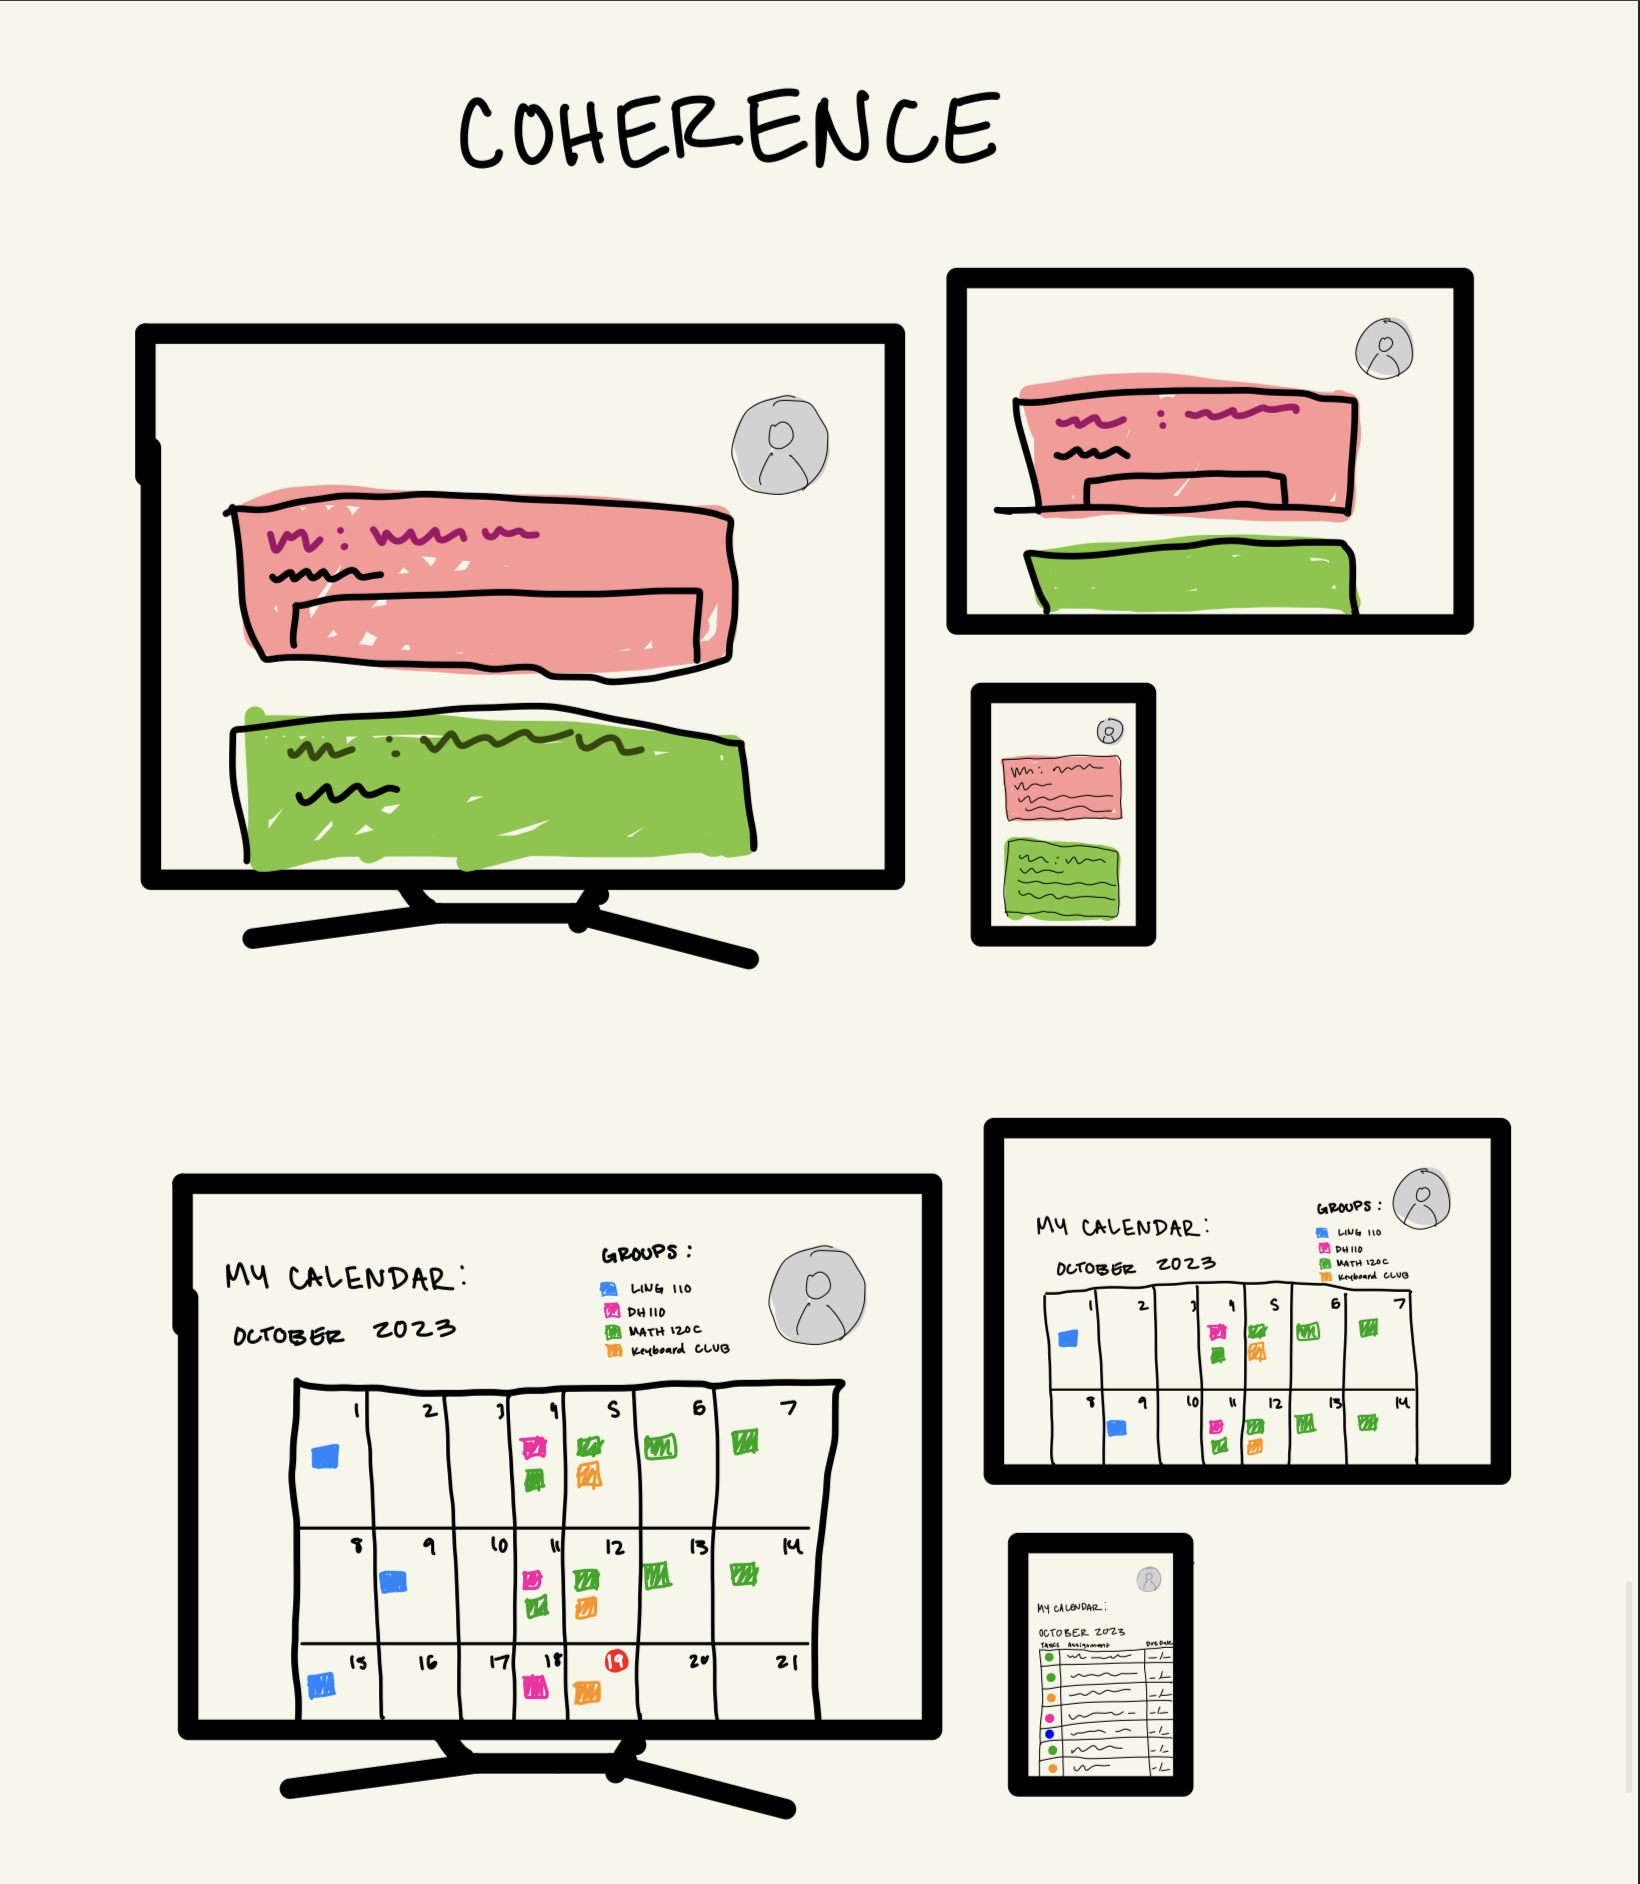 COHERENCE
MY CALENDAR:
OCTOBER 2023
GROUPS:
LING 110
DH 110
MATH 120C
Keyboard CLUB
1 2 3 4 5 6 7
8 9 10 11 12 13 14
15 16 17 18 19 20 21
MY CALENDAR:
OCTOBER 2023
GROUPS:
LING 110
DH 110
MATH 120C
Keyboard CLUB
1 2 3 4 5 6 7
8 9 10 11 12 13 14
MY CALENDAR:
OCTOBER 2023
TASKS Assignment Due Date